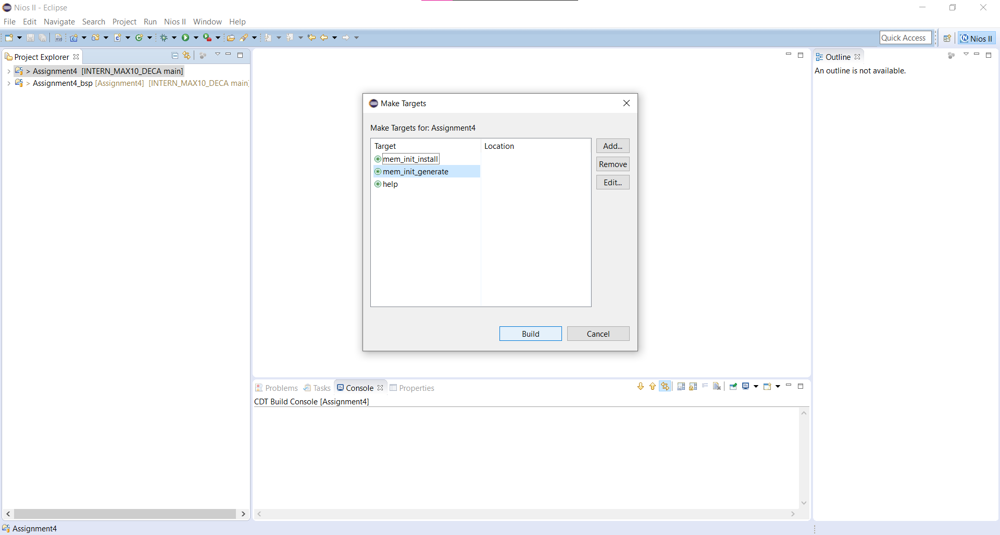 Nios II - Eclipse
File Edit Navigate Search Project Run Nios II Window Help
010
Quick Access
Nios II
Project Explorer
> Assignment4 [INTERN_MAX10_DECA main]
> Assignment4_bsp [Assignment4] [INTERN_MAX10_DECA main]
Outline
An outline is not available.
Make Targets
Make Targets for: Assignment4
Target Location
mem_init_install
mem_init_generate
help
Add...
Remove
Edit...
Build Cancel
Problems Tasks Console Properties
CDT Build Console [Assignment4]
Assignment4